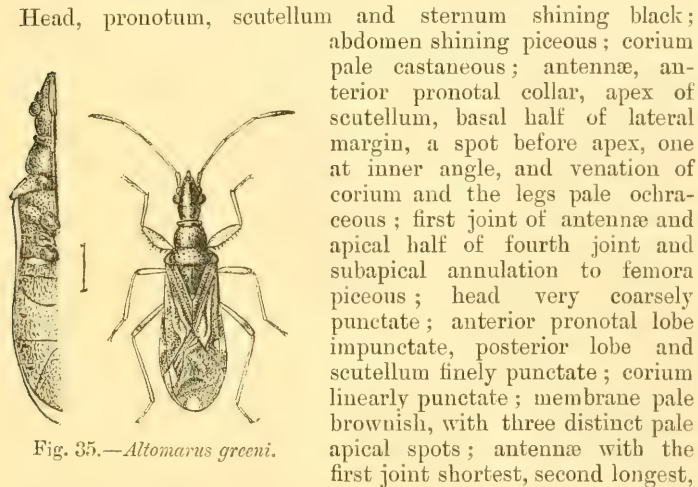 Head, pronotum, scutellum and sternum shining black;
abdomen shining piceous; corium
pale castaneous; antennæ, an-
terior pronotal collar, apex of
scutellum, basal half of lateral
margin, a spot before apex, one
at inner angle, and venation of
corium and the legs pale ochra-
ceous; first joint of antennæ and
apical half of fourth joint and
subapical annulation to femora
piceous; head very coarsely
punctate; anterior pronotal lobe
impunctate, posterior lobe and
scutellum finely punctate; corium
linearly punctate; membrane pale
brownish, with three distinct pale
apical spots; antennæ with the
first joint shortest, second longest,
Fig. 35.—Altomarus greeni.